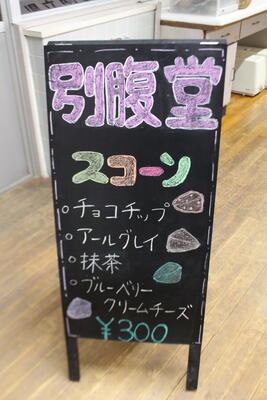 別腹堂
スコーン
○チョコチップ
○アールグレイ
○抹茶
○ブルーベリー
クリームチーズ
¥300